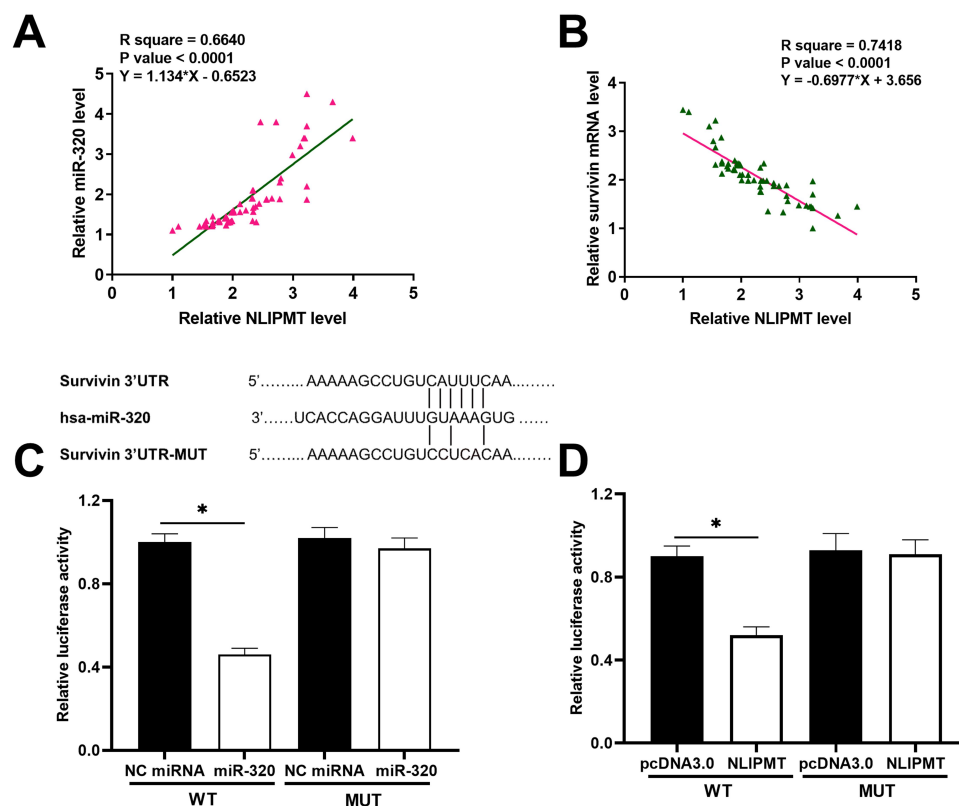 A
R square = 0.6640
P value < 0.0001
Y = 1.134*X - 0.6523
Relative miR-320 level
5
4
3
2
1
0
0 1 2 3 4 5
Relative NLIPMT level
B
R square = 0.7418
P value < 0.0001
Y = -0.6977*X + 3.656
Relative survivin mRNA level
4
3
2
1
0
0 1 2 3 4 5
Relative NLIPMT level
Survivin 3’UTR 5’......... AAAAAGCCUGUCAUUUCAA.........
hsa-miR-320 3’......UCACCAGGAUUUGUAAAGUG ......
Survivin 3’UTR-MUT 5’......... AAAAAGCCUGUCCUCACAA.........
C
Relative luciferase activity
1.2
0.8
0.4
0.0
*
NC miRNA miR-320 NC miRNA miR-320
WT MUT
D
Relative luciferase activity
1.2
0.8
0.4
0.0
*
pcDNA3.0 NLIPMT pcDNA3.0 NLIPMT
WT MUT